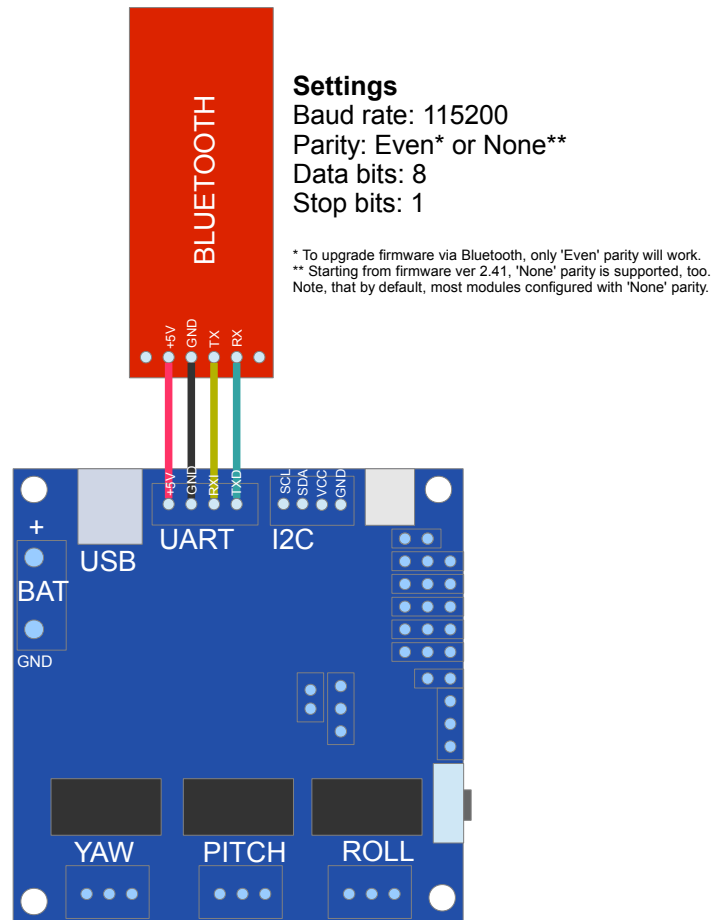 BLUETOOTH
Settings
Baud rate: 115200
Parity: Even* or None**
Data bits: 8
Stop bits: 1
* To upgrade firmware via Bluetooth, only 'Even' parity will work.
** Starting from firmware ver 2.41, 'None' parity is supported, too.
Note, that by default, most modules configured with 'None' parity.
+5V
GND
TX
RX
+5V
GND
RXI
TXD
SCL
SDA
VCC
GND
UART
I2C
USB
+
BAT
GND
YAW
PITCH
ROLL